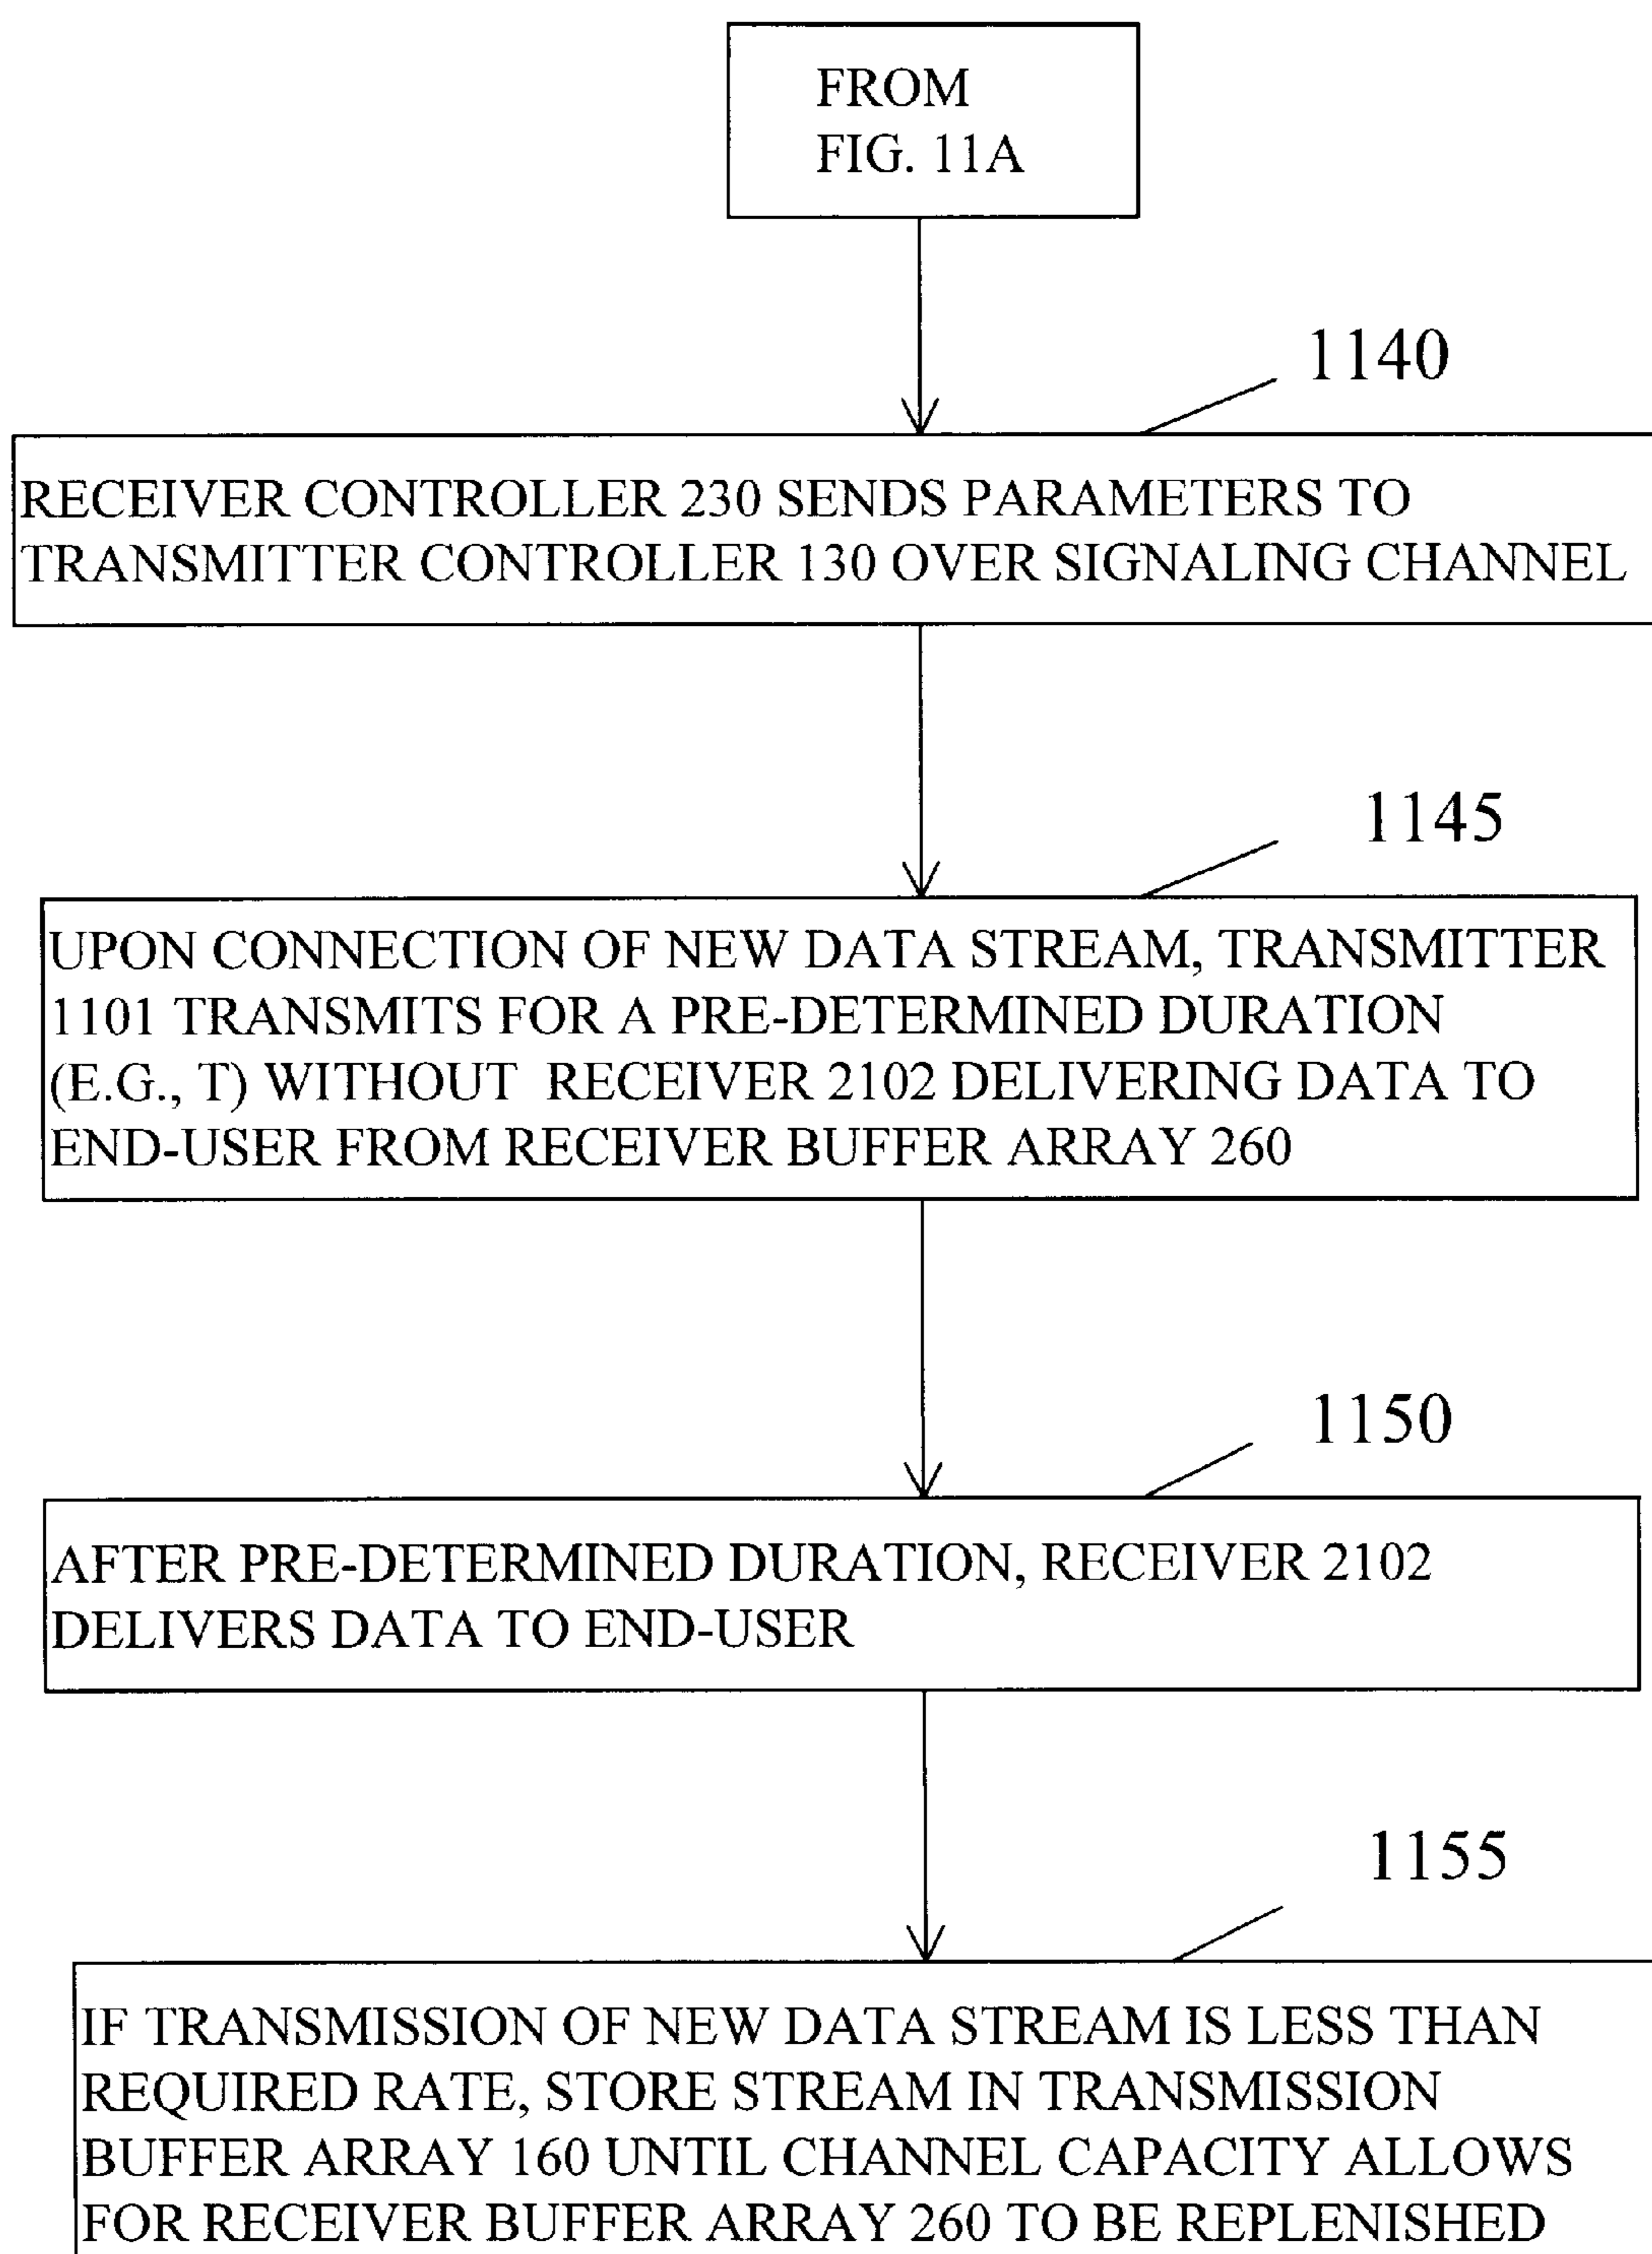 FROM
FIG. 11A
1140
RECEIVER CONTROLLER 230 SENDS PARAMETERS TO
TRANSMITTER CONTROLLER 130 OVER SIGNALING CHANNEL
1145
UPON CONNECTION OF NEW DATA STREAM, TRANSMITTER
1101 TRANSMITS FOR A PRE-DETERMINED DURATION
(E.G., T) WITHOUT RECEIVER 2102 DELIVERING DATA TO
END-USER FROM RECEIVER BUFFER ARRAY 260
1150
AFTER PRE-DETERMINED DURATION, RECEIVER 2102
DELIVERS DATA TO END-USER
1155
IF TRANSMISSION OF NEW DATA STREAM IS LESS THAN
REQUIRED RATE, STORE STREAM IN TRANSMISSION
BUFFER ARRAY 160 UNTIL CHANNEL CAPACITY ALLOWS
FOR RECEIVER BUFFER ARRAY 260 TO BE REPLENISHED